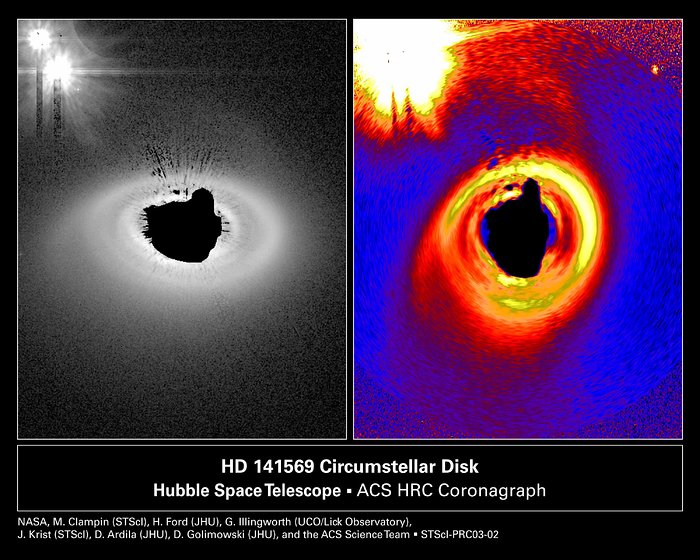 HD 141569 Circumstellar Disk
Hubble Space Telescope ▪ ACS HRC Coronagraph
NASA, M. Clampin (STScI), H. Ford (JHU), G. Illingworth (UCO/Lick Observatory),
J. Krist (STScI), D. Ardila (JHU), D. Golimowski (JHU), and the ACS Science Team ▪ STScI-PRC03-02